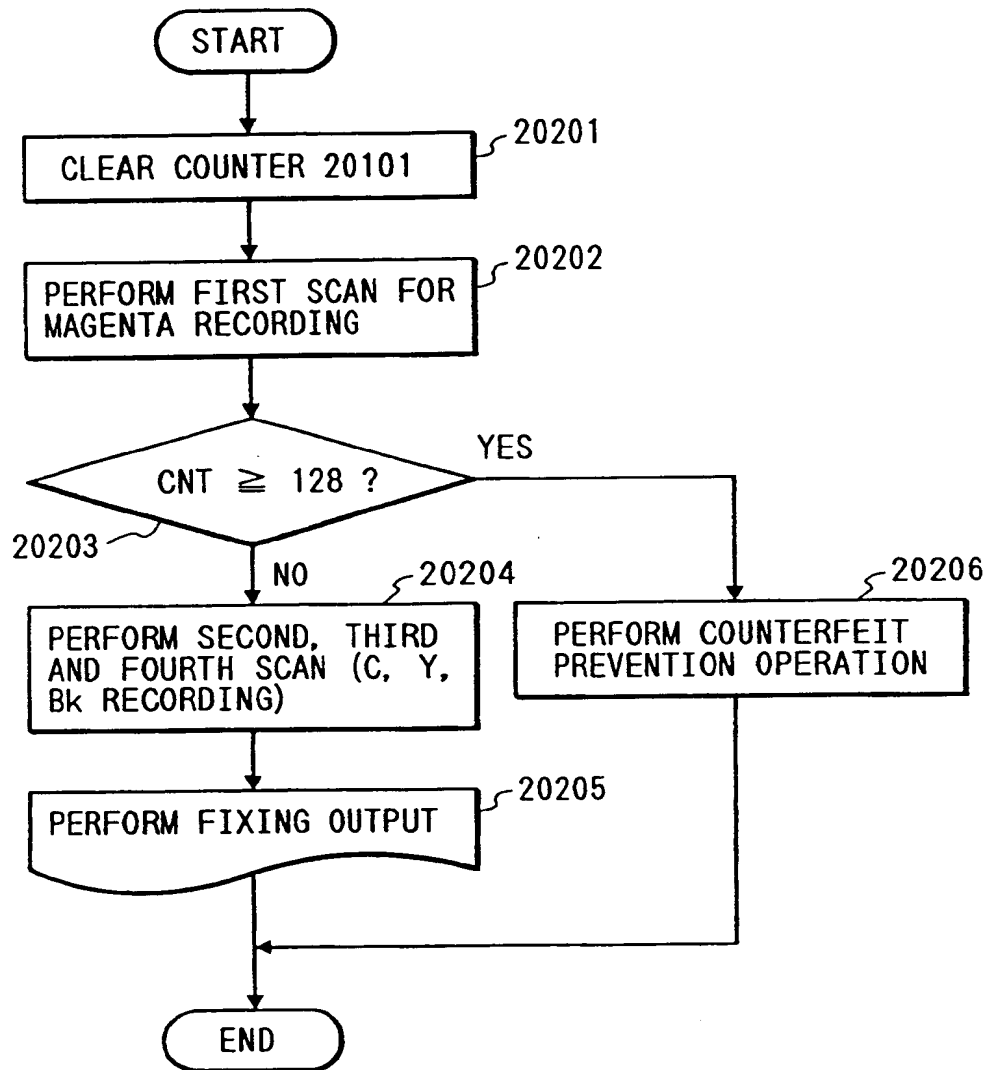 START
20201
CLEAR COUNTER 20101
20202
PERFORM FIRST SCAN FOR
MAGENTA RECORDING
YES
CNT ≧ 128 ?
20203
NO
20204
PERFORM SECOND, THIRD
AND FOURTH SCAN (C, Y,
Bk RECORDING)
20206
PERFORM COUNTERFEIT
PREVENTION OPERATION
20205
PERFORM FIXING OUTPUT
END